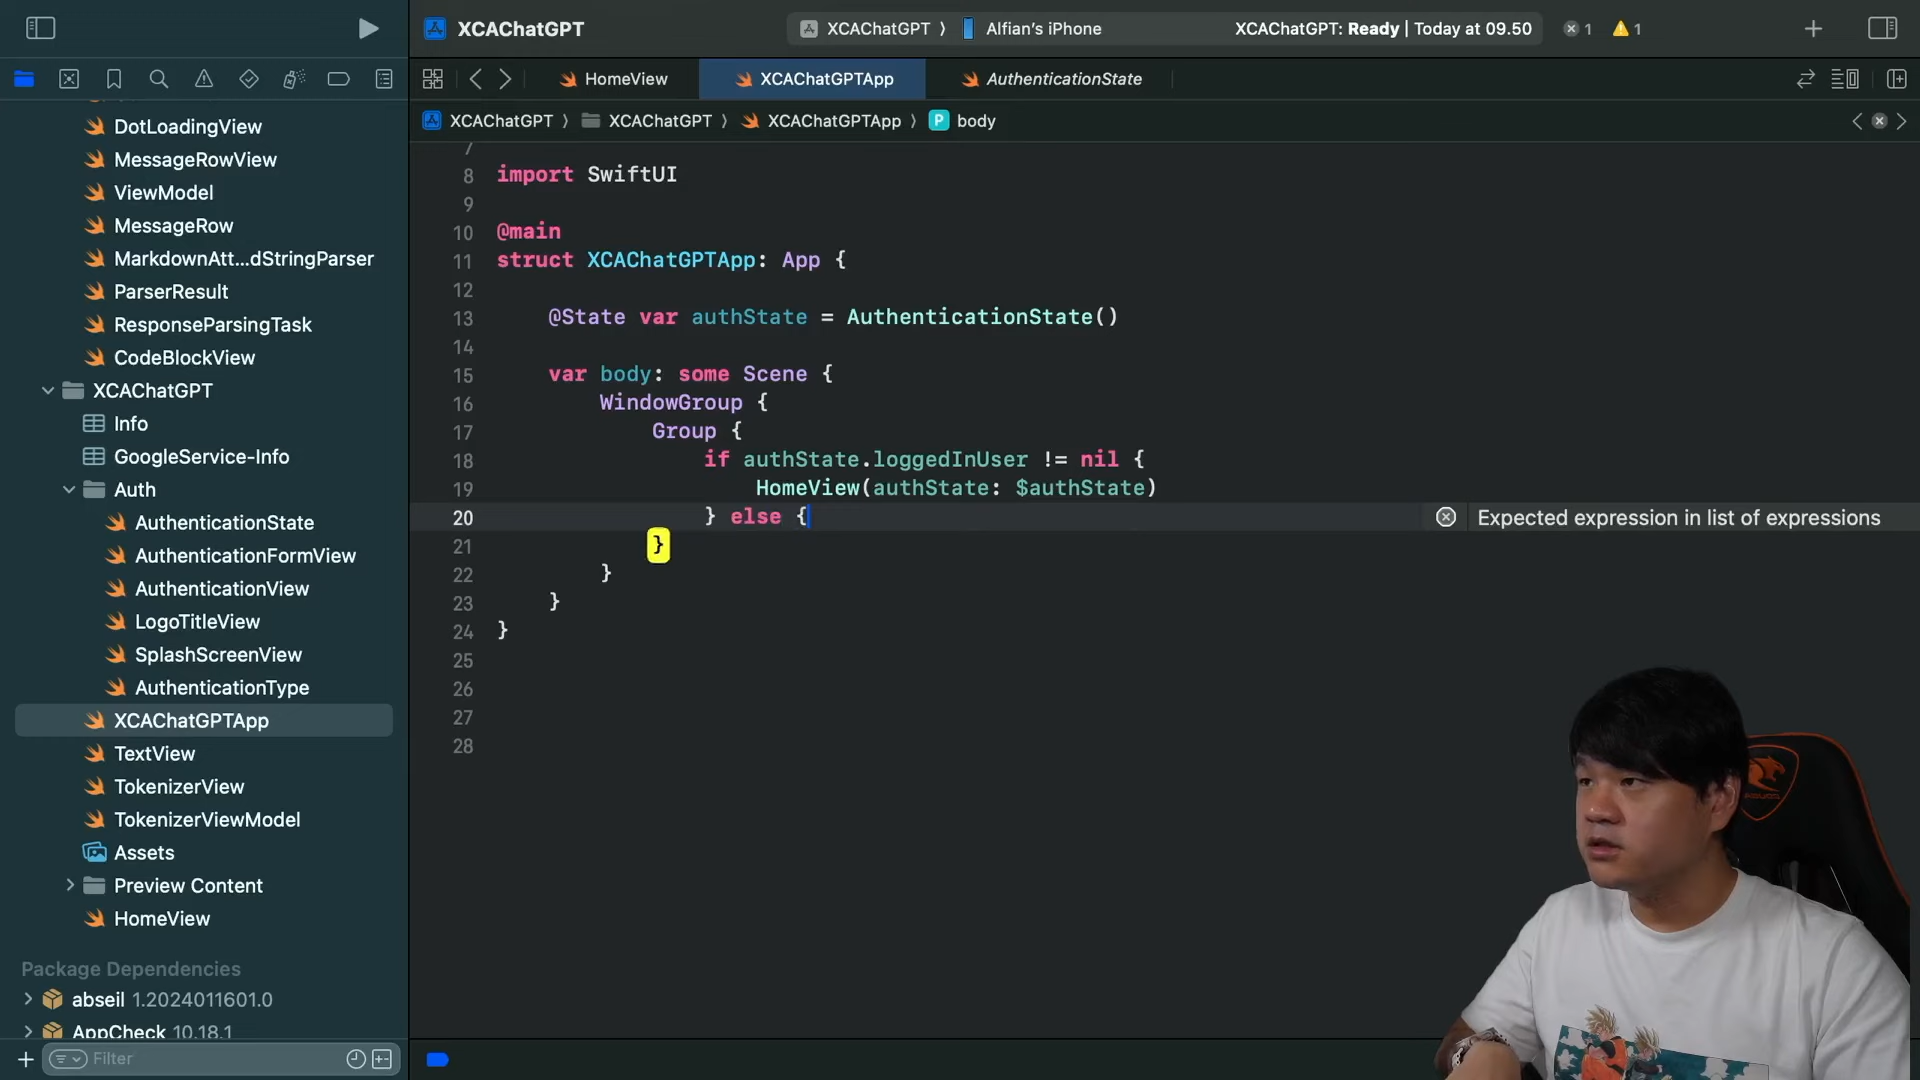 XCAChatGPT
XCAChatGPT 〉 Alfian's iPhone
XCAChatGPT: Ready | Today at 09.50
1
1
HomeView
XCAChatGPTApp
AuthenticationState
XCAChatGPT 〉 XCAChatGPT 〉 XCAChatGPTApp 〉 P body
DotLoadingView
MessageRowView
ViewModel
MessageRow
MarkdownAtt...dStringParser
ParserResult
ResponseParsingTask
CodeBlockView
XCAChatGPT
Info
GoogleService-Info
Auth
AuthenticationState
AuthenticationFormView
AuthenticationView
LogoTitleView
SplashScreenView
AuthenticationType
XCAChatGPTApp
TextView
TokenizerView
TokenizerViewModel
Assets
Preview Content
HomeView
Package Dependencies
abseil 1.2024011601.0
AppCheck 10.18.1
Filter
7
8 import SwiftUI
9
10 @main
11 struct XCAChatGPTApp: App {
12
13 @State var authState = AuthenticationState()
14
15 var body: some Scene {
16 WindowGroup {
17 Group {
18 if authState.loggedInUser != nil {
19 HomeView(authState: $authState)
20 } else {
Expected expression in list of expressions
21 }
22 }
23 }
24 }
25
26
27
28